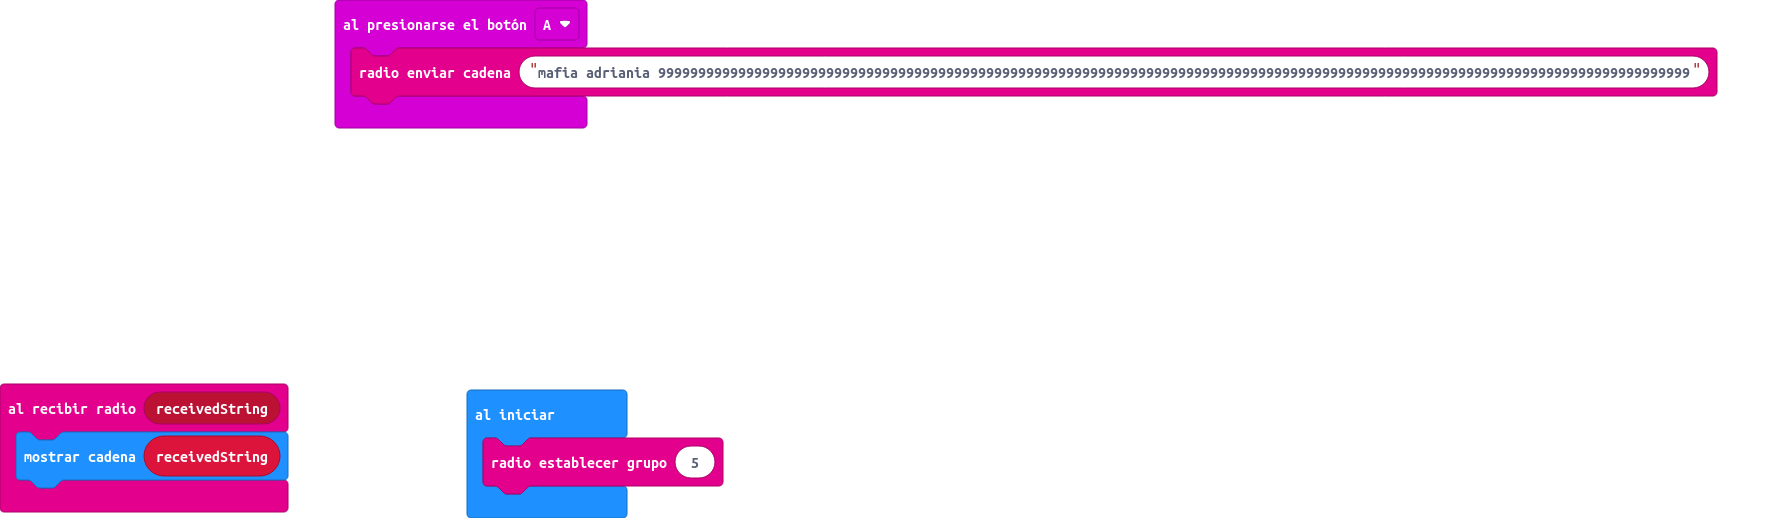 al presionarse el botón A
radio enviar cadena "mafia adriania 999999999999999999999999999999999999999999999999999999999999999999999999999999999999999999999999999999999999999999999999999999999"
al recibir radio receivedString
mostrar cadena receivedString
al iniciar
radio establecer grupo 5